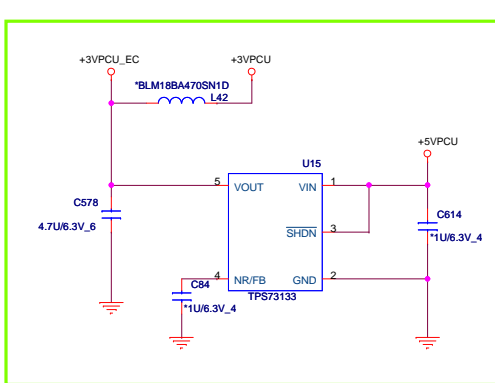 +3VPCU_EC
+3VPCU
*BLM18BA470SN1D
L42
+5VPCU
U15
5
VOUT
VIN
1
C578
4.7U/6.3V_6
SHDN
3
C614
*1U/6.3V_4
4
NR/FB
GND
2
C84
*1U/6.3V_4
TPS73133